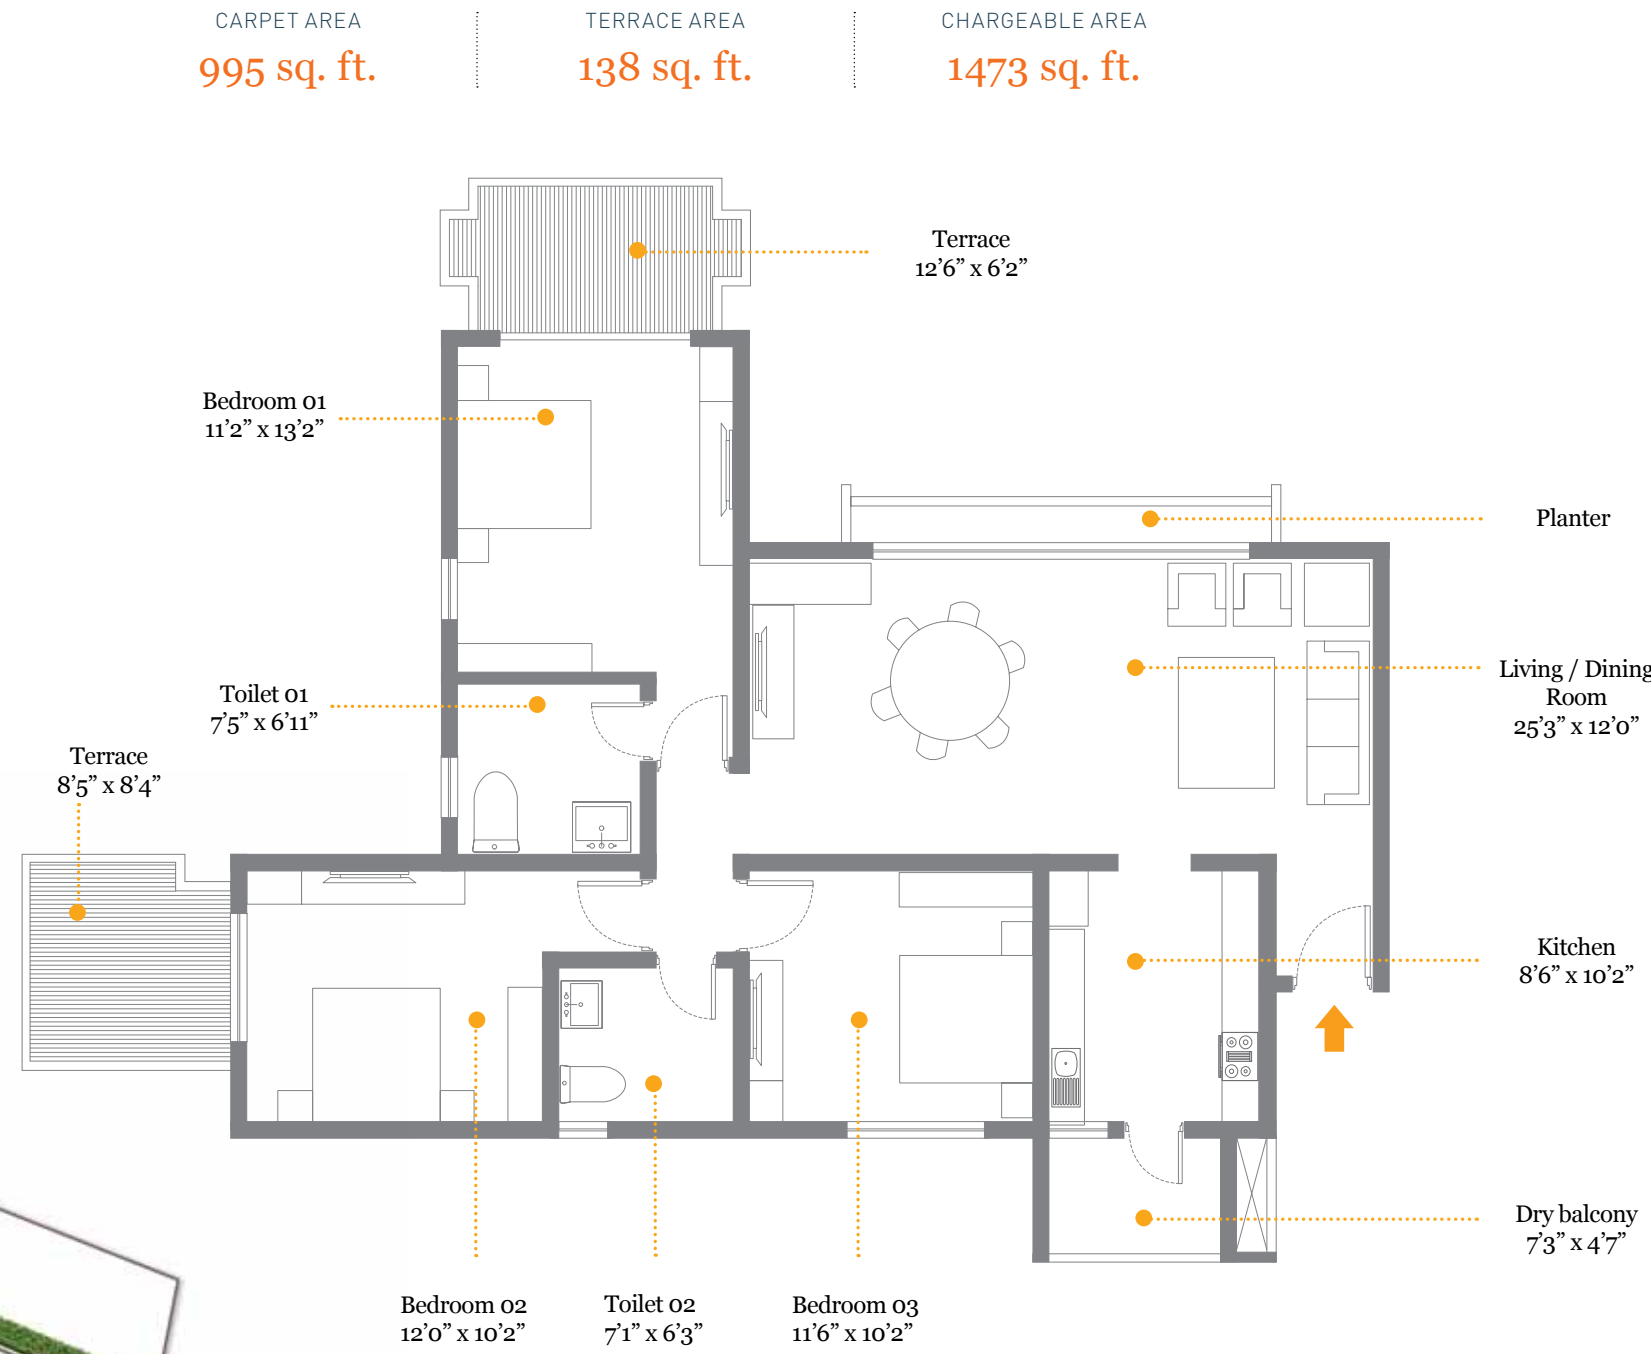 CARPET AREA
995 sq. ft.
TERRACE AREA
138 sq. ft.
CHARGEABLE AREA
1473 sq. ft.
Terrace
12’6” x 6’2”
Bedroom 01
11’2” x 13’2”
Planter
Living / Dining
Room
25’3” x 12’0”
Toilet 01
7’5” x 6’11”
Terrace
8’5” x 8’4”
Kitchen
8’6” x 10’2”
Dry balcony
7’3” x 4’7”
Bedroom 02
12’0” x 10’2”
Toilet 02
7’1” x 6’3”
Bedroom 03
11’6” x 10’2”